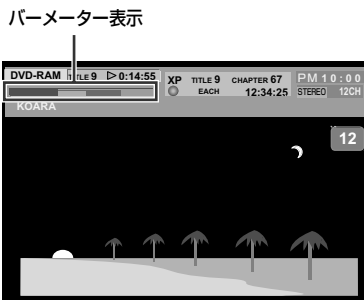 バーメーター表示
DVD-RAM TITLE 9 ▷ 0:14:55 XP TITLE 9 CHAPTER 67 PM 10:00
EACH 12:34:25 STEREO 12CH
KOARA
12